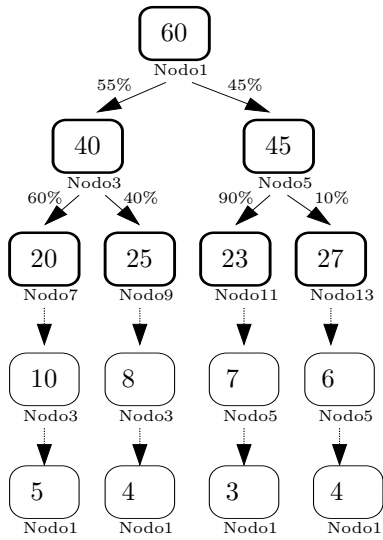 60
Nodo1
55% 45%
40 45
Nodo3 Nodo5
60% 40% 90% 10%
20 25 23 27
Nodo7 Nodo9 Nodo11 Nodo13
10 8 7 6
Nodo3 Nodo3 Nodo5 Nodo5
5 4 3 4
Nodo1 Nodo1 Nodo1 Nodo1